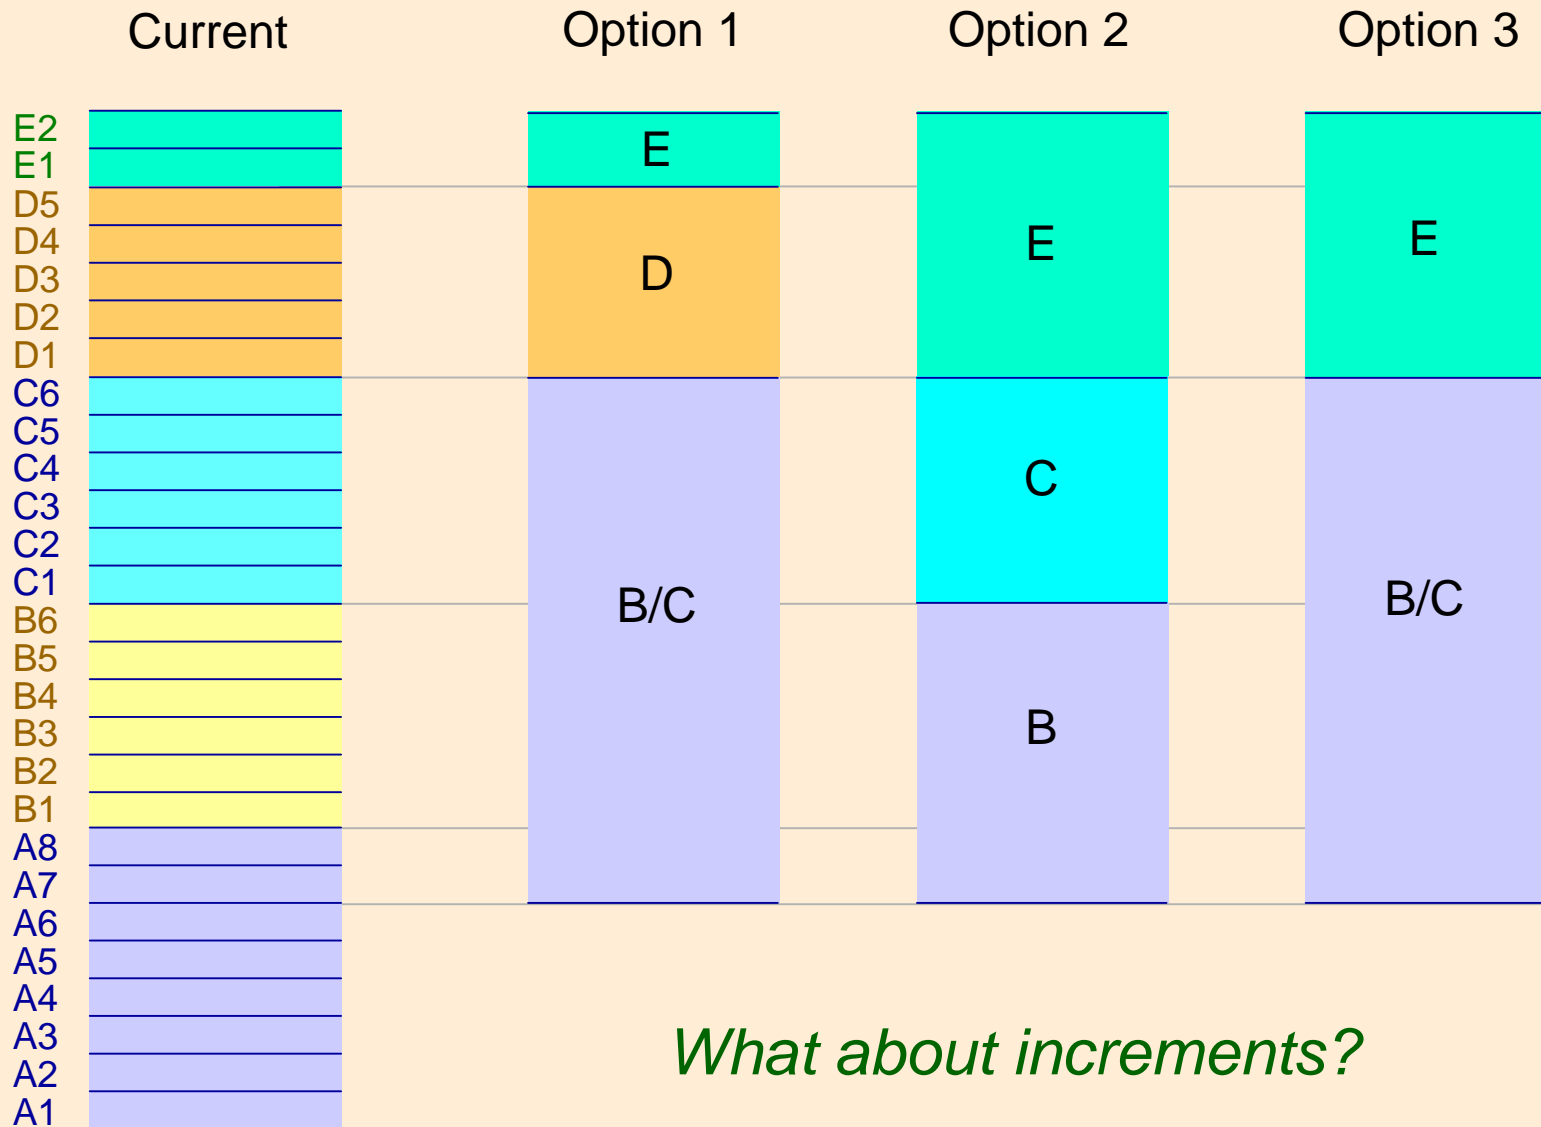 Current Option 1 Option 2 Option 3
E2
E1
D5
D4
D3
D2
D1
C6
C5
C4
C3
C2
C1
B6
B5
B4
B3
B2
B1
A8
A7
A6
A5
A4
A3
A2
A1
E
D
B/C
E
C
B
E
B/C
What about increments?